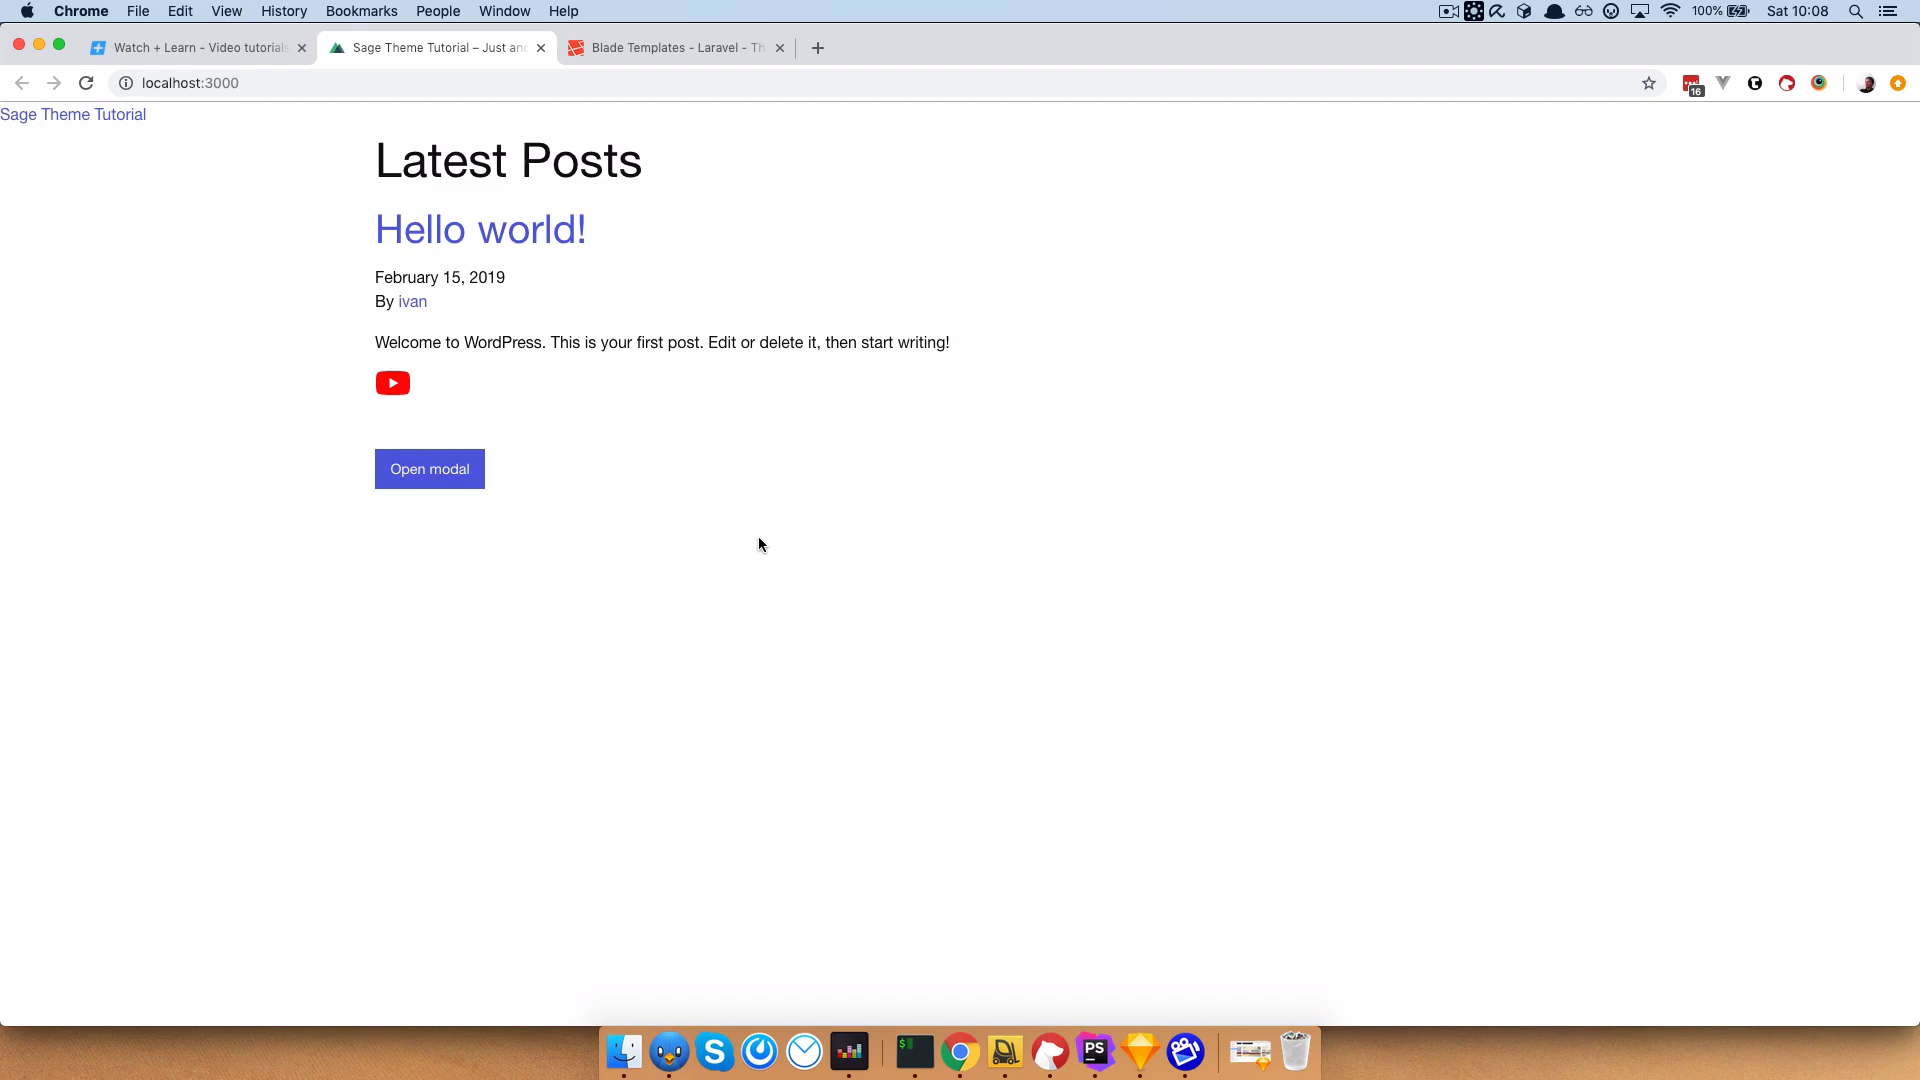 Chrome File Edit View History Bookmarks People Window Help 100% Sat 10:08
Watch + Learn - Video tutorials
Sage Theme Tutorial – Just an
Blade Templates - Laravel - Th
localhost:3000
16
Sage Theme Tutorial
Latest Posts
Hello world!
February 15, 2019
By ivan
Welcome to WordPress. This is your first post. Edit or delete it, then start writing!
Open modal
S
$
PS